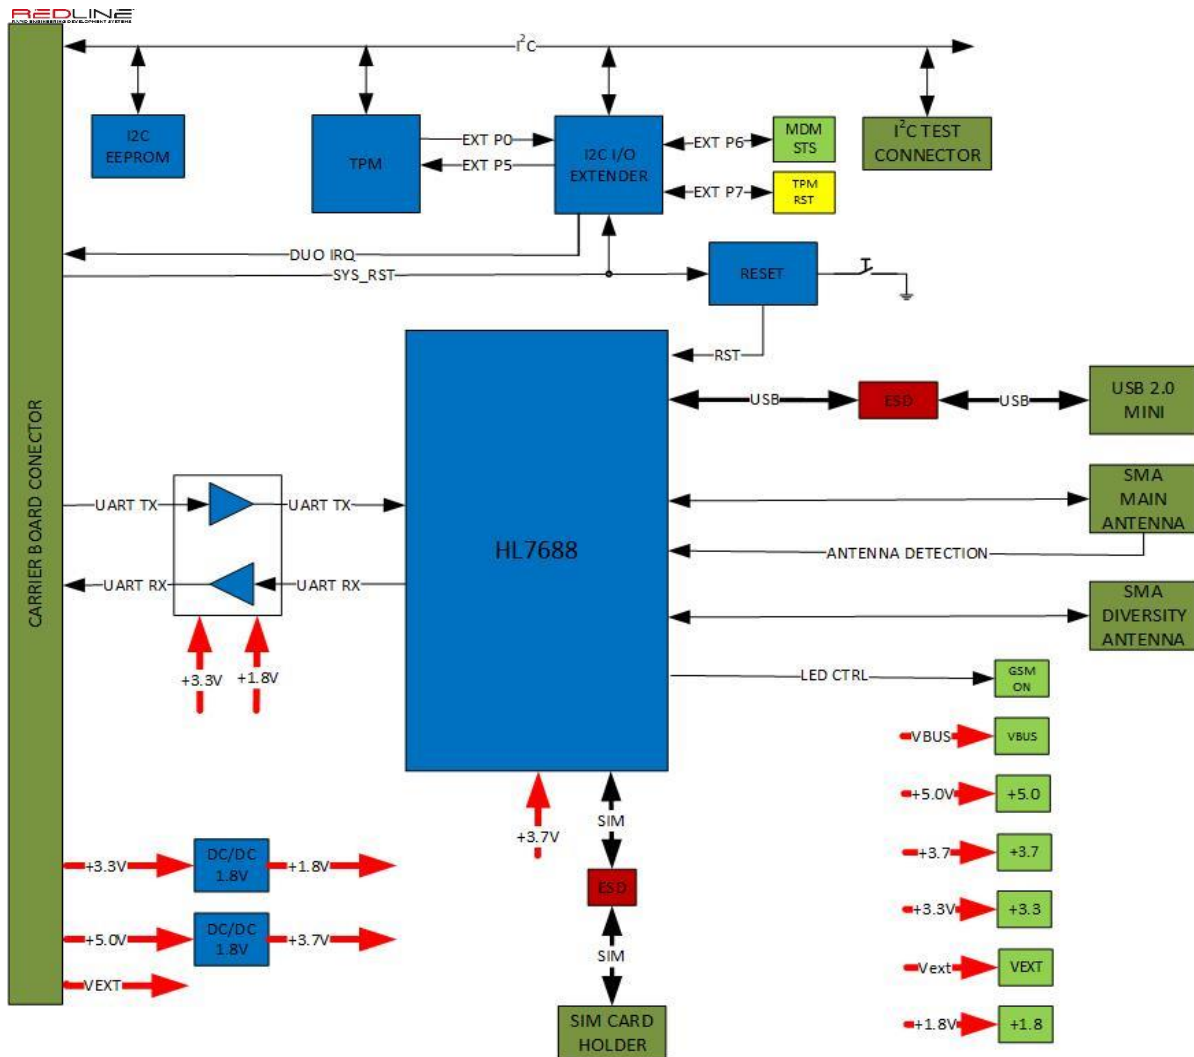 REDLINE
RAPID ENGINEERING DEVELOPMENT SYSTEMS
I²C
I2C
EEPROM
TPM
EXT P0
EXT P5
I2C I/O
EXTENDER
EXT P6
EXT P7
MDM
STS
TPM
RST
I²C TEST
CONNECTOR
DUO IRQ
SYS_RST
RESET
RST
CARRIER BOARD CONECTOR
HL7688
USB
ESD
USB
USB 2.0
MINI
UART TX
UART TX
UART RX
UART RX
+3.3V
+1.8V
SMA
MAIN
ANTENNA
ANTENNA DETECTION
SMA
DIVERSITY
ANTENNA
LED CTRL
GSM
ON
VBUS
VBUS
+5.0V
+5.0
+3.7
+3.7
+3.3V
+3.3
Vext
VEXT
+1.8V
+1.8
+3.7V
SIM
ESD
SIM
SIM CARD
HOLDER
+3.3V
DC/DC
1.8V
+1.8V
+5.0V
DC/DC
1.8V
+3.7V
VEXT